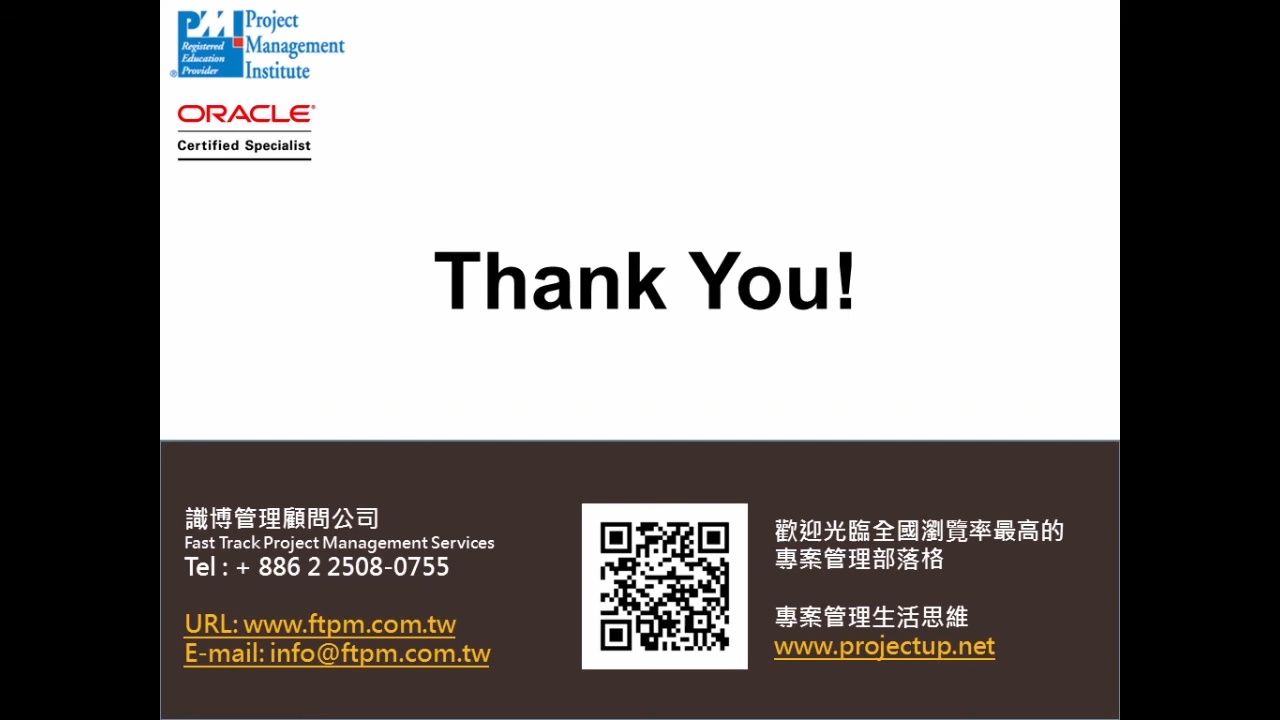 PMI
Registered
Education
Provider
®
Project
Management
Institute
ORACLE®
Certified Specialist
Thank You!
識博管理顧問公司
Fast Track Project Management Services
Tel : + 886 2 2508-0755
URL: www.ftpm.com.tw
E-mail: info@ftpm.com.tw
歡迎光臨全國瀏覽率最高的
專案管理部落格
專案管理生活思維
www.projectup.net